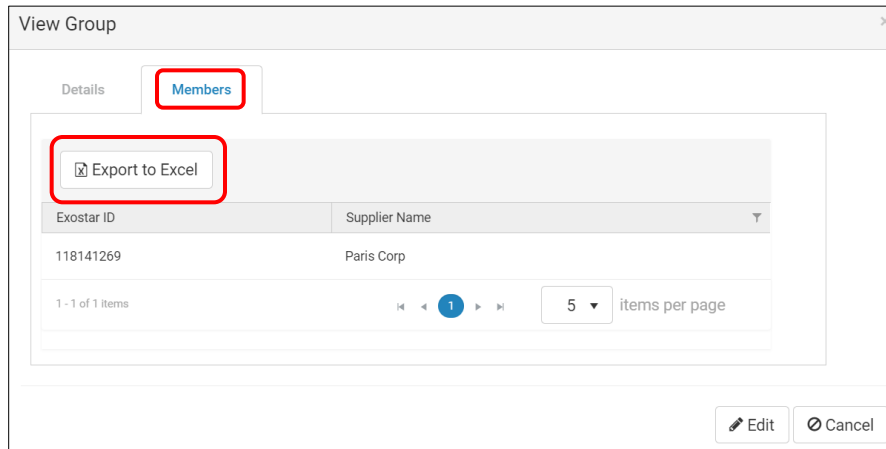 View Group
Details Members
Export to Excel
Exostar ID Supplier Name
118141269 Paris Corp
1 - 1 of 1 items 1 5 items per page
Edit Cancel